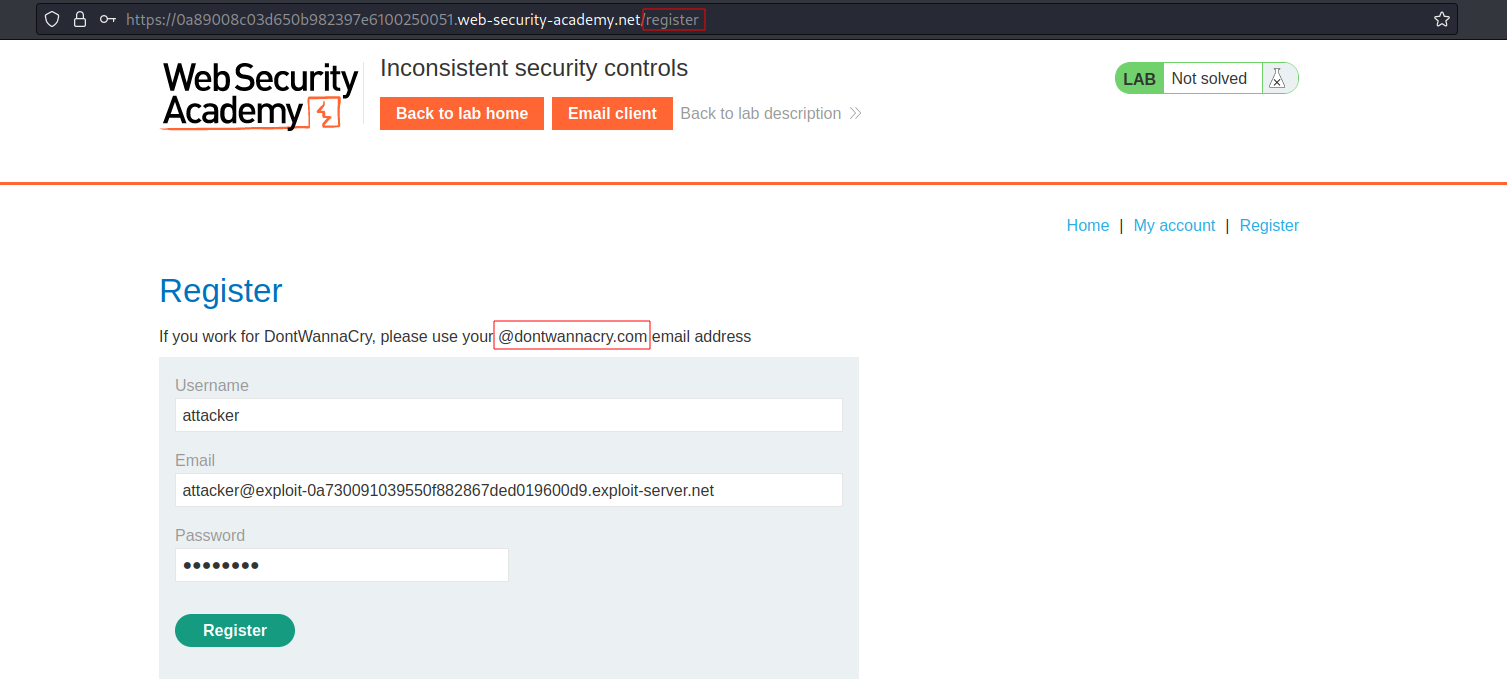 https://0a89008c03d650b982397e6100250051.web-security-academy.net/register
WebSecurity
Academy
Inconsistent security controls
Back to lab home
Email client
Back to lab description
LAB
Not solved
Home | My account | Register
Register
If you work for DontWannaCry, please use your @dontwannacry.com email address
Username
attacker
Email
attacker@exploit-0a730091039550f882867ded019600d9.exploit-server.net
Password
••••••••
Register